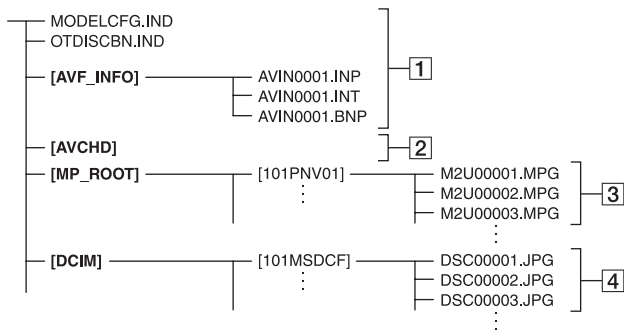 MODELCFG.IND
OTDISCBN.IND
[AVF_INFO] AVIN0001.INP 1
AVIN0001.INT
AVIN0001.BNP
[AVCHD] 2
[MP_ROOT] [101PNV01] M2U00001.MPG
M2U00002.MPG 3
M2U00003.MPG
[DCIM] [101MSDCF] DSC00001.JPG
DSC00002.JPG 4
DSC00003.JPG